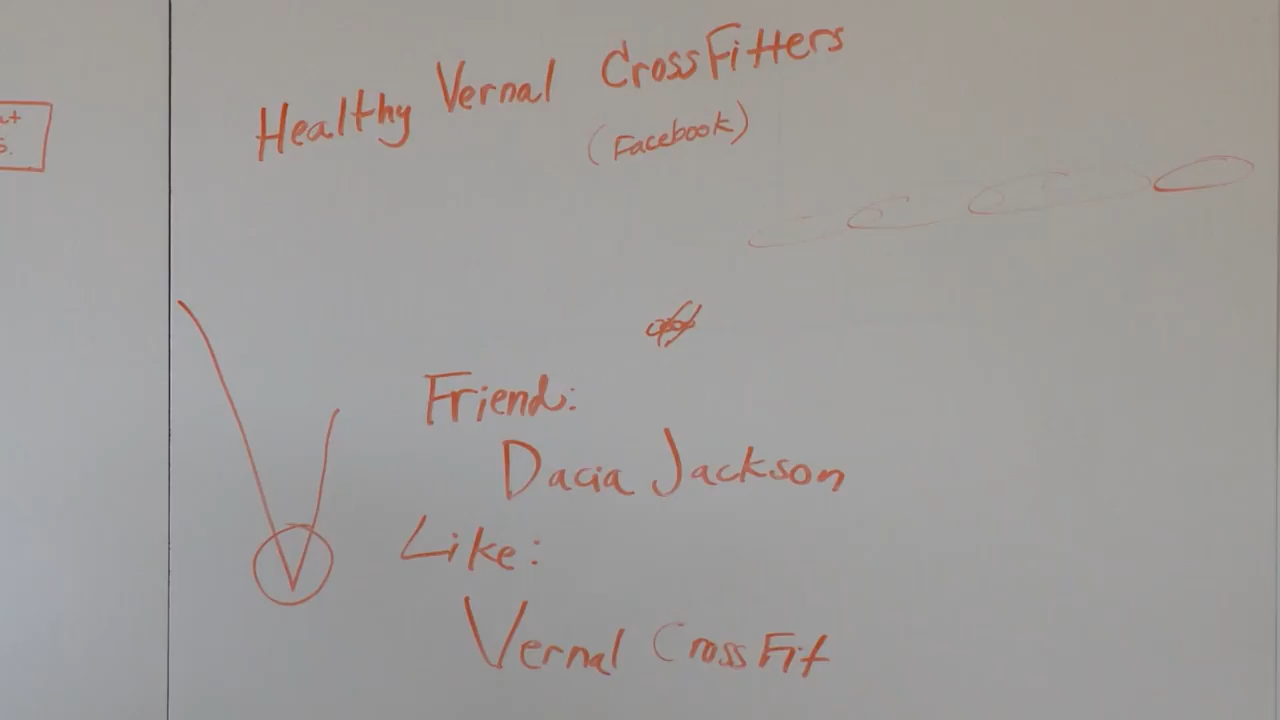 Healthy Vernal CrossFitters
(Facebook)
Friend:
Dacia Jackson
Like:
Vernal CrossFit